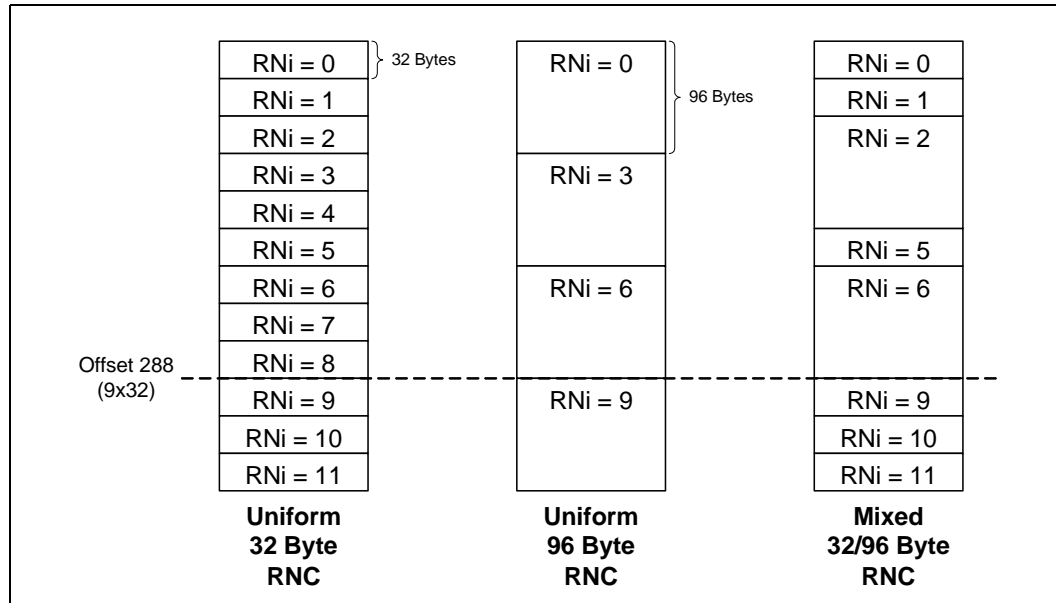 RNi = 0
32 Bytes
RNi = 1
RNi = 2
RNi = 3
RNi = 4
RNi = 5
RNi = 6
RNi = 7
RNi = 8
RNi = 9
RNi = 10
RNi = 11
Uniform
32 Byte
RNC
RNi = 0
96 Bytes
RNi = 3
RNi = 6
RNi = 9
Uniform
96 Byte
RNC
RNi = 0
RNi = 1
RNi = 2
RNi = 5
RNi = 6
RNi = 9
RNi = 10
RNi = 11
Mixed
32/96 Byte
RNC
Offset 288
(9x32)